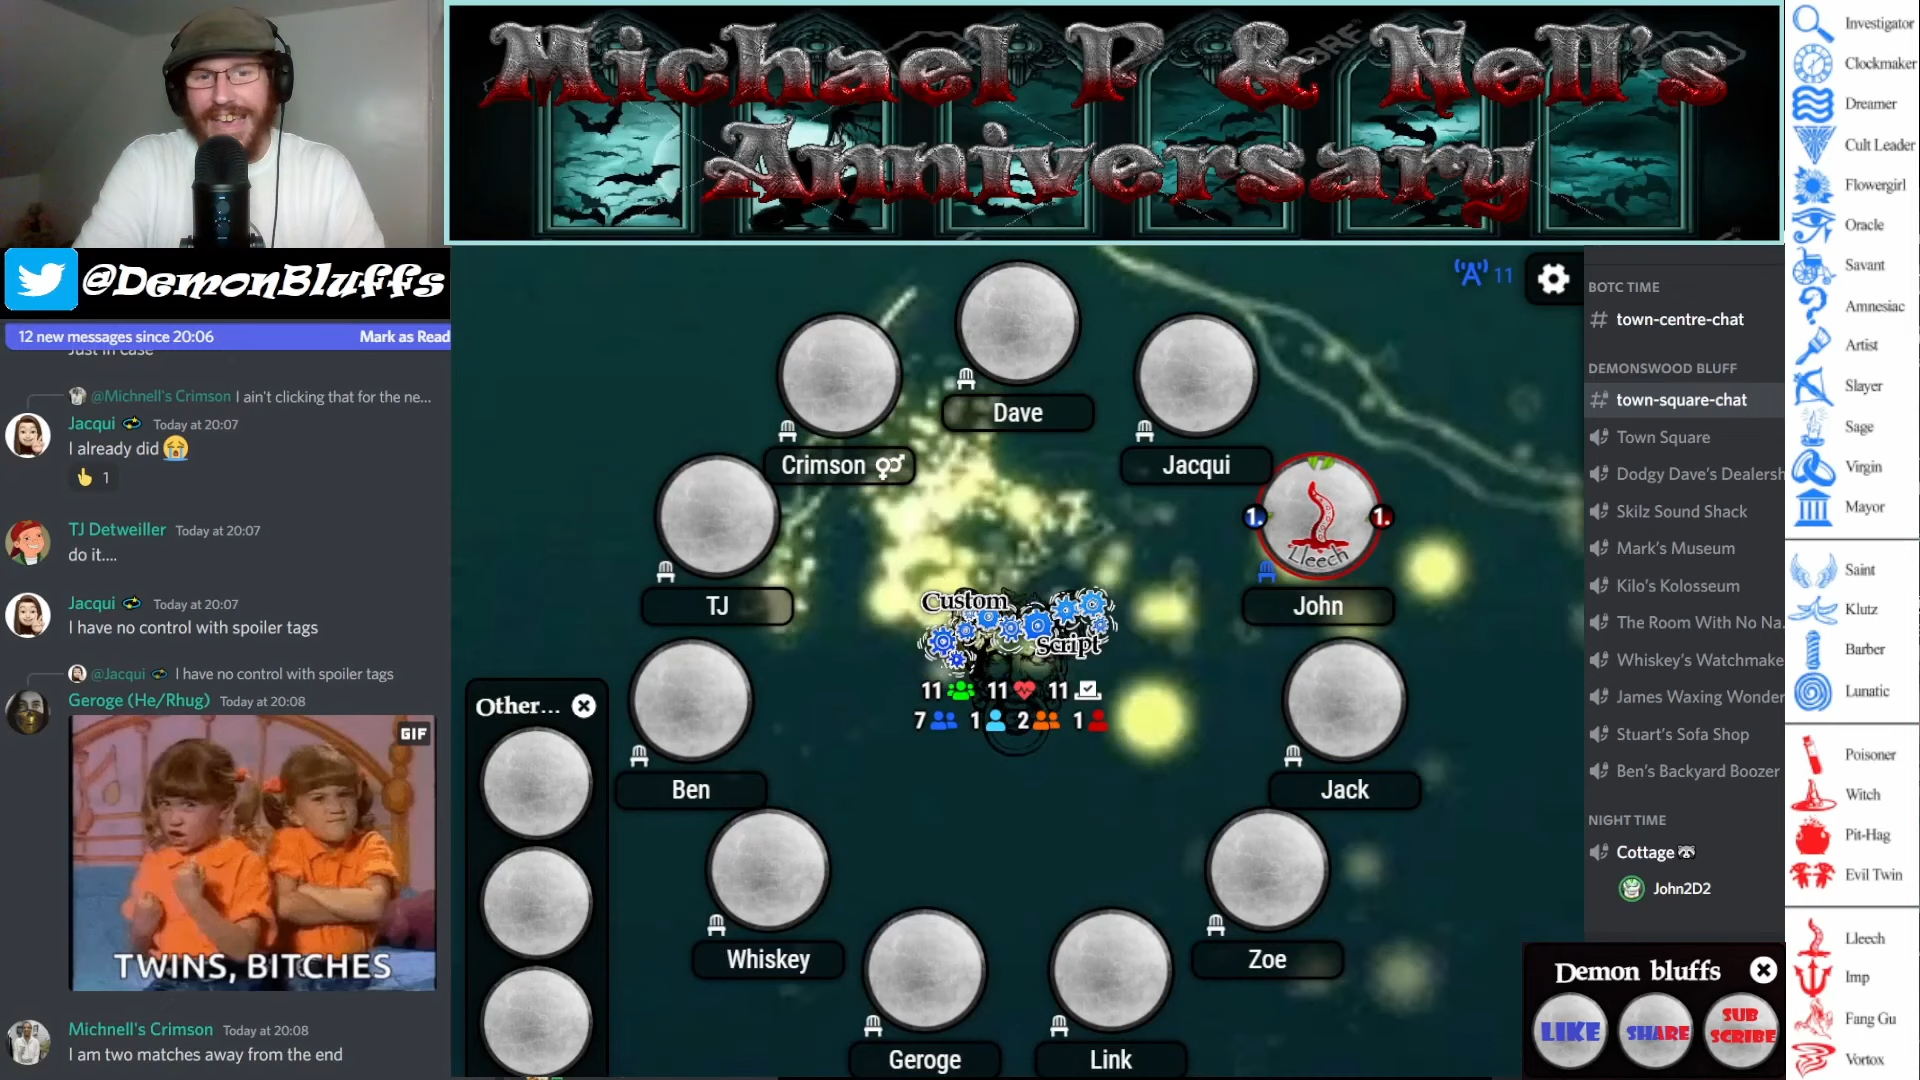 Michael P & Nell's
Anniversary
@DemonBluffs
12 new messages since 20:06
Mark as Read
Just in case
@Michnell's Crimson I ain't clicking that for the ne...
Jacqui Today at 20:07
I already did
1
TJ Detweiller Today at 20:07
do it....
Jacqui Today at 20:07
I have no control with spoiler tags
@Jacqui I have no control with spoiler tags
Geroge (He/Rhug) Today at 20:08
GIF
TWINS, BITCHES
Michnell's Crimson Today at 20:08
I am two matches away from the end
11
Dave
Crimson
Jacqui
TJ
1.
1.
Lleech
John
Custom
Script
11 11 11
7 1 2 1
Ben
Jack
Other...
Whiskey
Zoe
Geroge
Link
BOTC TIME
# town-centre-chat
DEMONSWOOD BLUFF
# town-square-chat
Town Square
Dodgy Dave's Dealersh
Skilz Sound Shack
Mark's Museum
Kilo's Kolosseum
The Room With No Na.
Whiskey's Watchmake
James Waxing Wonder
Stuart's Sofa Shop
Ben's Backyard Boozer
NIGHT TIME
Cottage
John2D2
Demon bluffs
LIKE
SHARE
SUB
SCRIBE
Investigator
Clockmaker
Dreamer
Cult Leader
Flowergirl
Oracle
Savant
Amnesiac
Artist
Slayer
Sage
Virgin
Mayor
Saint
Klutz
Barber
Lunatic
Poisoner
Witch
Pit-Hag
Evil Twin
Lleech
Imp
Fang Gu
Vortox